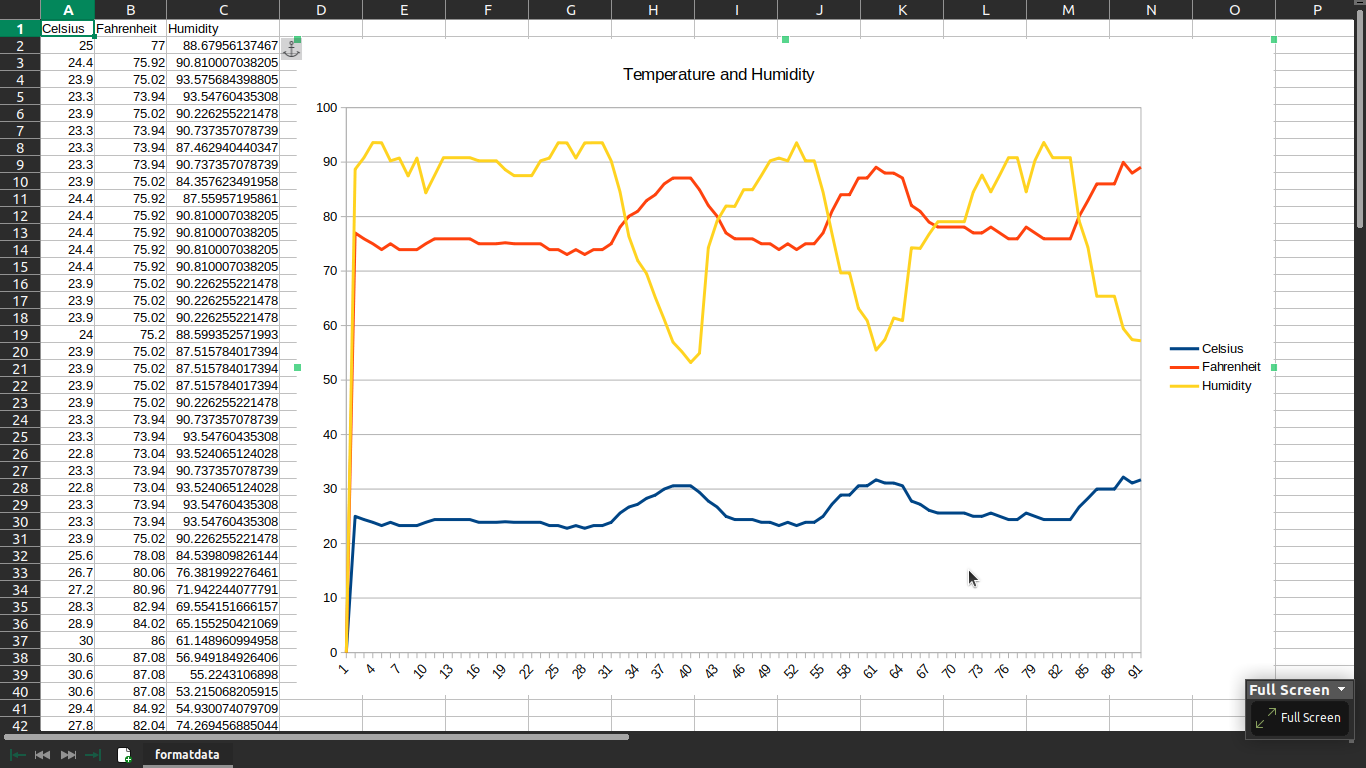 A B C D E F G H I J K L M N O P
1 Celsius Fahrenheit Humidity
2 25 77 88.67956137467
3 24.4 75.92 90.810007038205
4 23.9 75.02 93.575684398805
5 23.3 73.94 93.54760435308
6 23.9 75.02 90.226255221478
7 23.3 73.94 90.737357078739
8 23.3 73.94 87.462940440347
9 23.3 73.94 90.737357078739
10 23.9 75.02 84.357623491958
11 24.4 75.92 87.55957195861
12 24.4 75.92 90.810007038205
13 24.4 75.92 90.810007038205
14 24.4 75.92 90.810007038205
15 24.4 75.92 90.810007038205
16 23.9 75.02 90.226255221478
17 23.9 75.02 90.226255221478
18 23.9 75.02 90.226255221478
19 24 75.2 88.599352571993
20 23.9 75.02 87.515784017394
21 23.9 75.02 87.515784017394
22 23.9 75.02 87.515784017394
23 23.9 75.02 90.226255221478
24 23.3 73.94 90.737357078739
25 23.3 73.94 93.54760435308
26 22.8 73.04 93.524065124028
27 23.3 73.94 90.737357078739
28 22.8 73.04 93.524065124028
29 23.3 73.94 93.54760435308
30 23.3 73.94 93.54760435308
31 23.9 75.02 90.226255221478
32 25.6 78.08 84.539809826144
33 26.7 80.06 76.381992276461
34 27.2 80.96 71.942244077791
35 28.3 82.94 69.554151666157
36 28.9 84.02 65.155250421069
37 30 86 61.148960994958
38 30.6 87.08 56.949184926406
39 30.6 87.08 55.2243106898
40 30.6 87.08 53.215068205915
41 29.4 84.92 54.930074079709
42 27.8 82.04 74.269456885044
Temperature and Humidity
100
90
80
70
60
50
40
30
20
10
0
1 4 7 10 13 16 19 22 25 28 31 34 37 40 43 46 49 52 55 58 61 64 67 70 73 76 79 82 85 88 91
Celsius
Fahrenheit
Humidity
Full Screen
Full Screen
formatdata